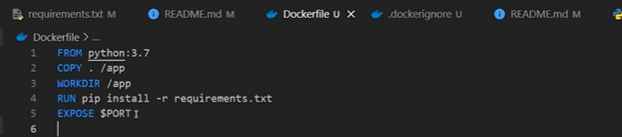 requirements.txt M README.md M Dockerfile U .dockerignore U README.md M
Dockerfile > ...
1 FROM python:3.7
2 COPY . /app
3 WORKDIR /app
4 RUN pip install -r requirements.txt
5 EXPOSE $PORT
6